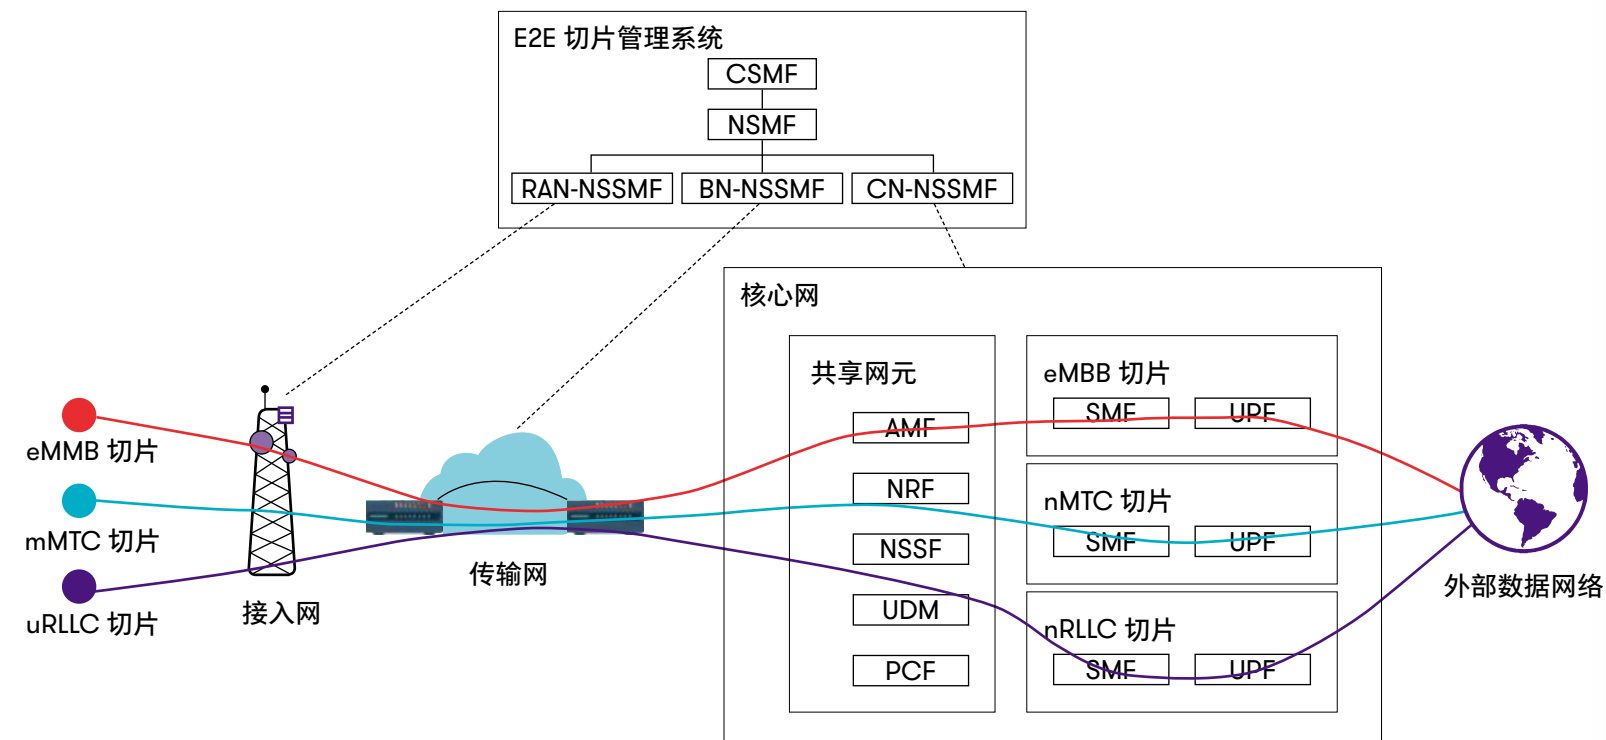 E2E 切片管理系统
CSMF
NSMF
RAN-NSSMF
BN-NSSMF
CN-NSSMF
核心网
共享网元
AMF
NRF
NSSF
UDM
PCF
eMBB 切片
SMF
UPF
nMTC 切片
SMF
UPF
nRLLC 切片
SMF
UPF
eMMB 切片
mMTC 切片
uRLLC 切片
接入网
传输网
外部数据网络